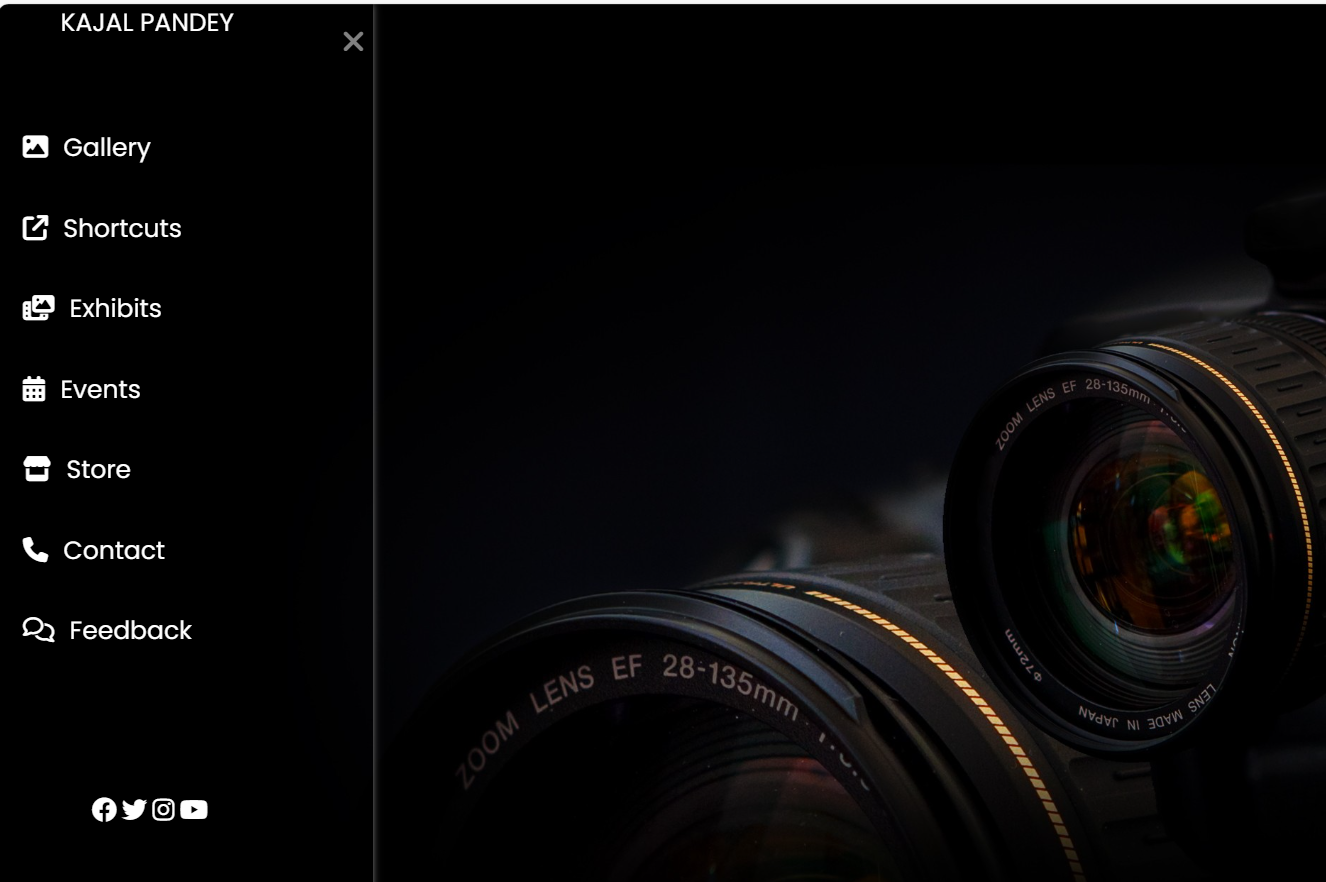 KAJAL PANDEY
Gallery
Shortcuts
Exhibits
Events
Store
Contact
Feedback
ZOOM LENS EF 28-135mm
LENS MADE IN JAPAN
φ72mm
ZOOM LENS EF 28-135mm